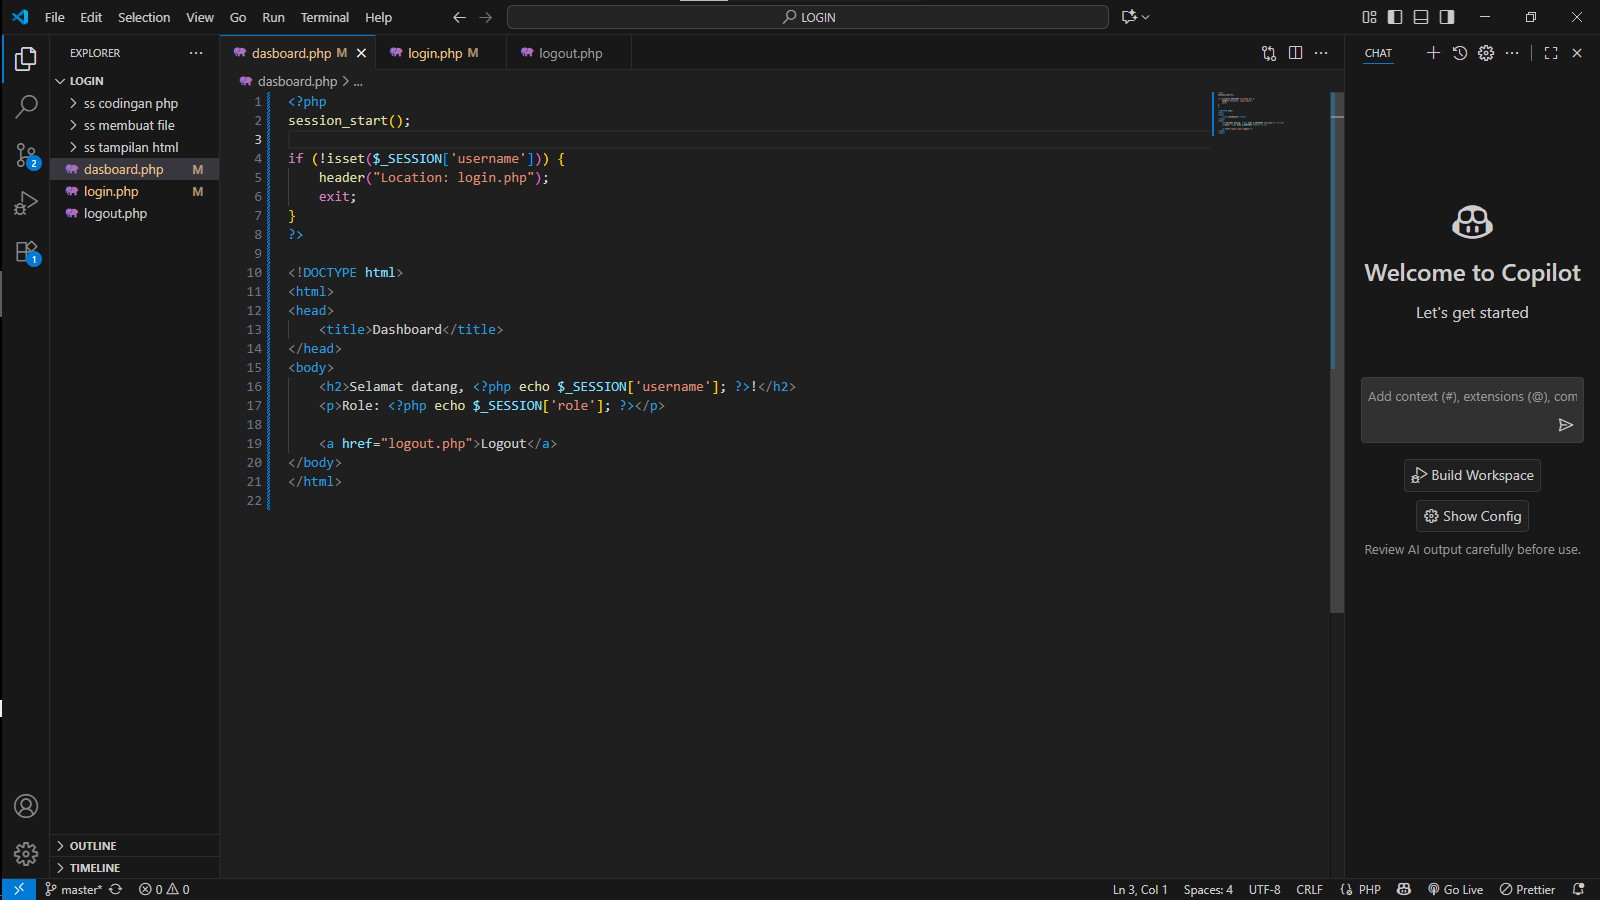 File Edit Selection View Go Run Terminal Help
LOGIN
EXPLORER
LOGIN
ss codingan php
ss membuat file
ss tampilan html
dasboard.php M
login.php M
logout.php
2
1
OUTLINE
TIMELINE
dasboard.php M
login.php M
logout.php
dasboard.php > ...
1 <?php
2 session_start();
3
4 if (!isset($_SESSION['username'])) {
5 header("Location: login.php");
6 exit;
7 }
8 ?>
9
10 <!DOCTYPE html>
11 <html>
12 <head>
13 <title>Dashboard</title>
14 </head>
15 <body>
16 <h2>Selamat datang, <?php echo $_SESSION['username']; ?>!</h2>
17 <p>Role: <?php echo $_SESSION['role']; ?></p>
18
19 <a href="logout.php">Logout</a>
20 </body>
21 </html>
22
CHAT
Welcome to Copilot
Let's get started
Add context (#), extensions (@), com
Build Workspace
Show Config
Review AI output carefully before use.
master* 0 0
Ln 3, Col 1 Spaces: 4 UTF-8 CRLF PHP Go Live Prettier